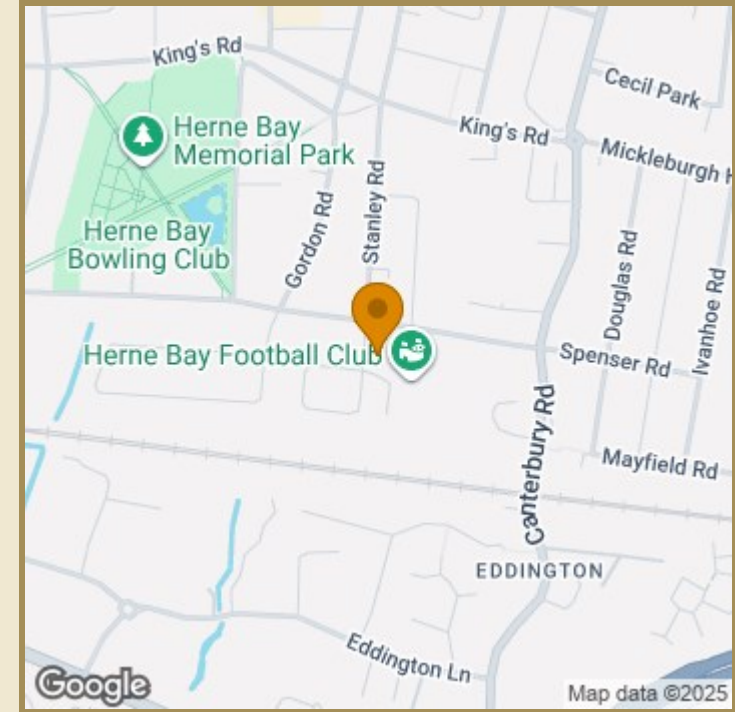 King's Rd
Cecil Park
Herne Bay
Memorial Park
King's Rd
Mickleburgh H
Stanley Rd
Gordon Rd
Herne Bay
Bowling Club
Douglas Rd
Ivanhoe Rd
Herne Bay Football Club
Spenser Rd
Canterbury Rd
Mayfield Rd
EDDINGTON
Eddington Ln
Google
Map data ©2025